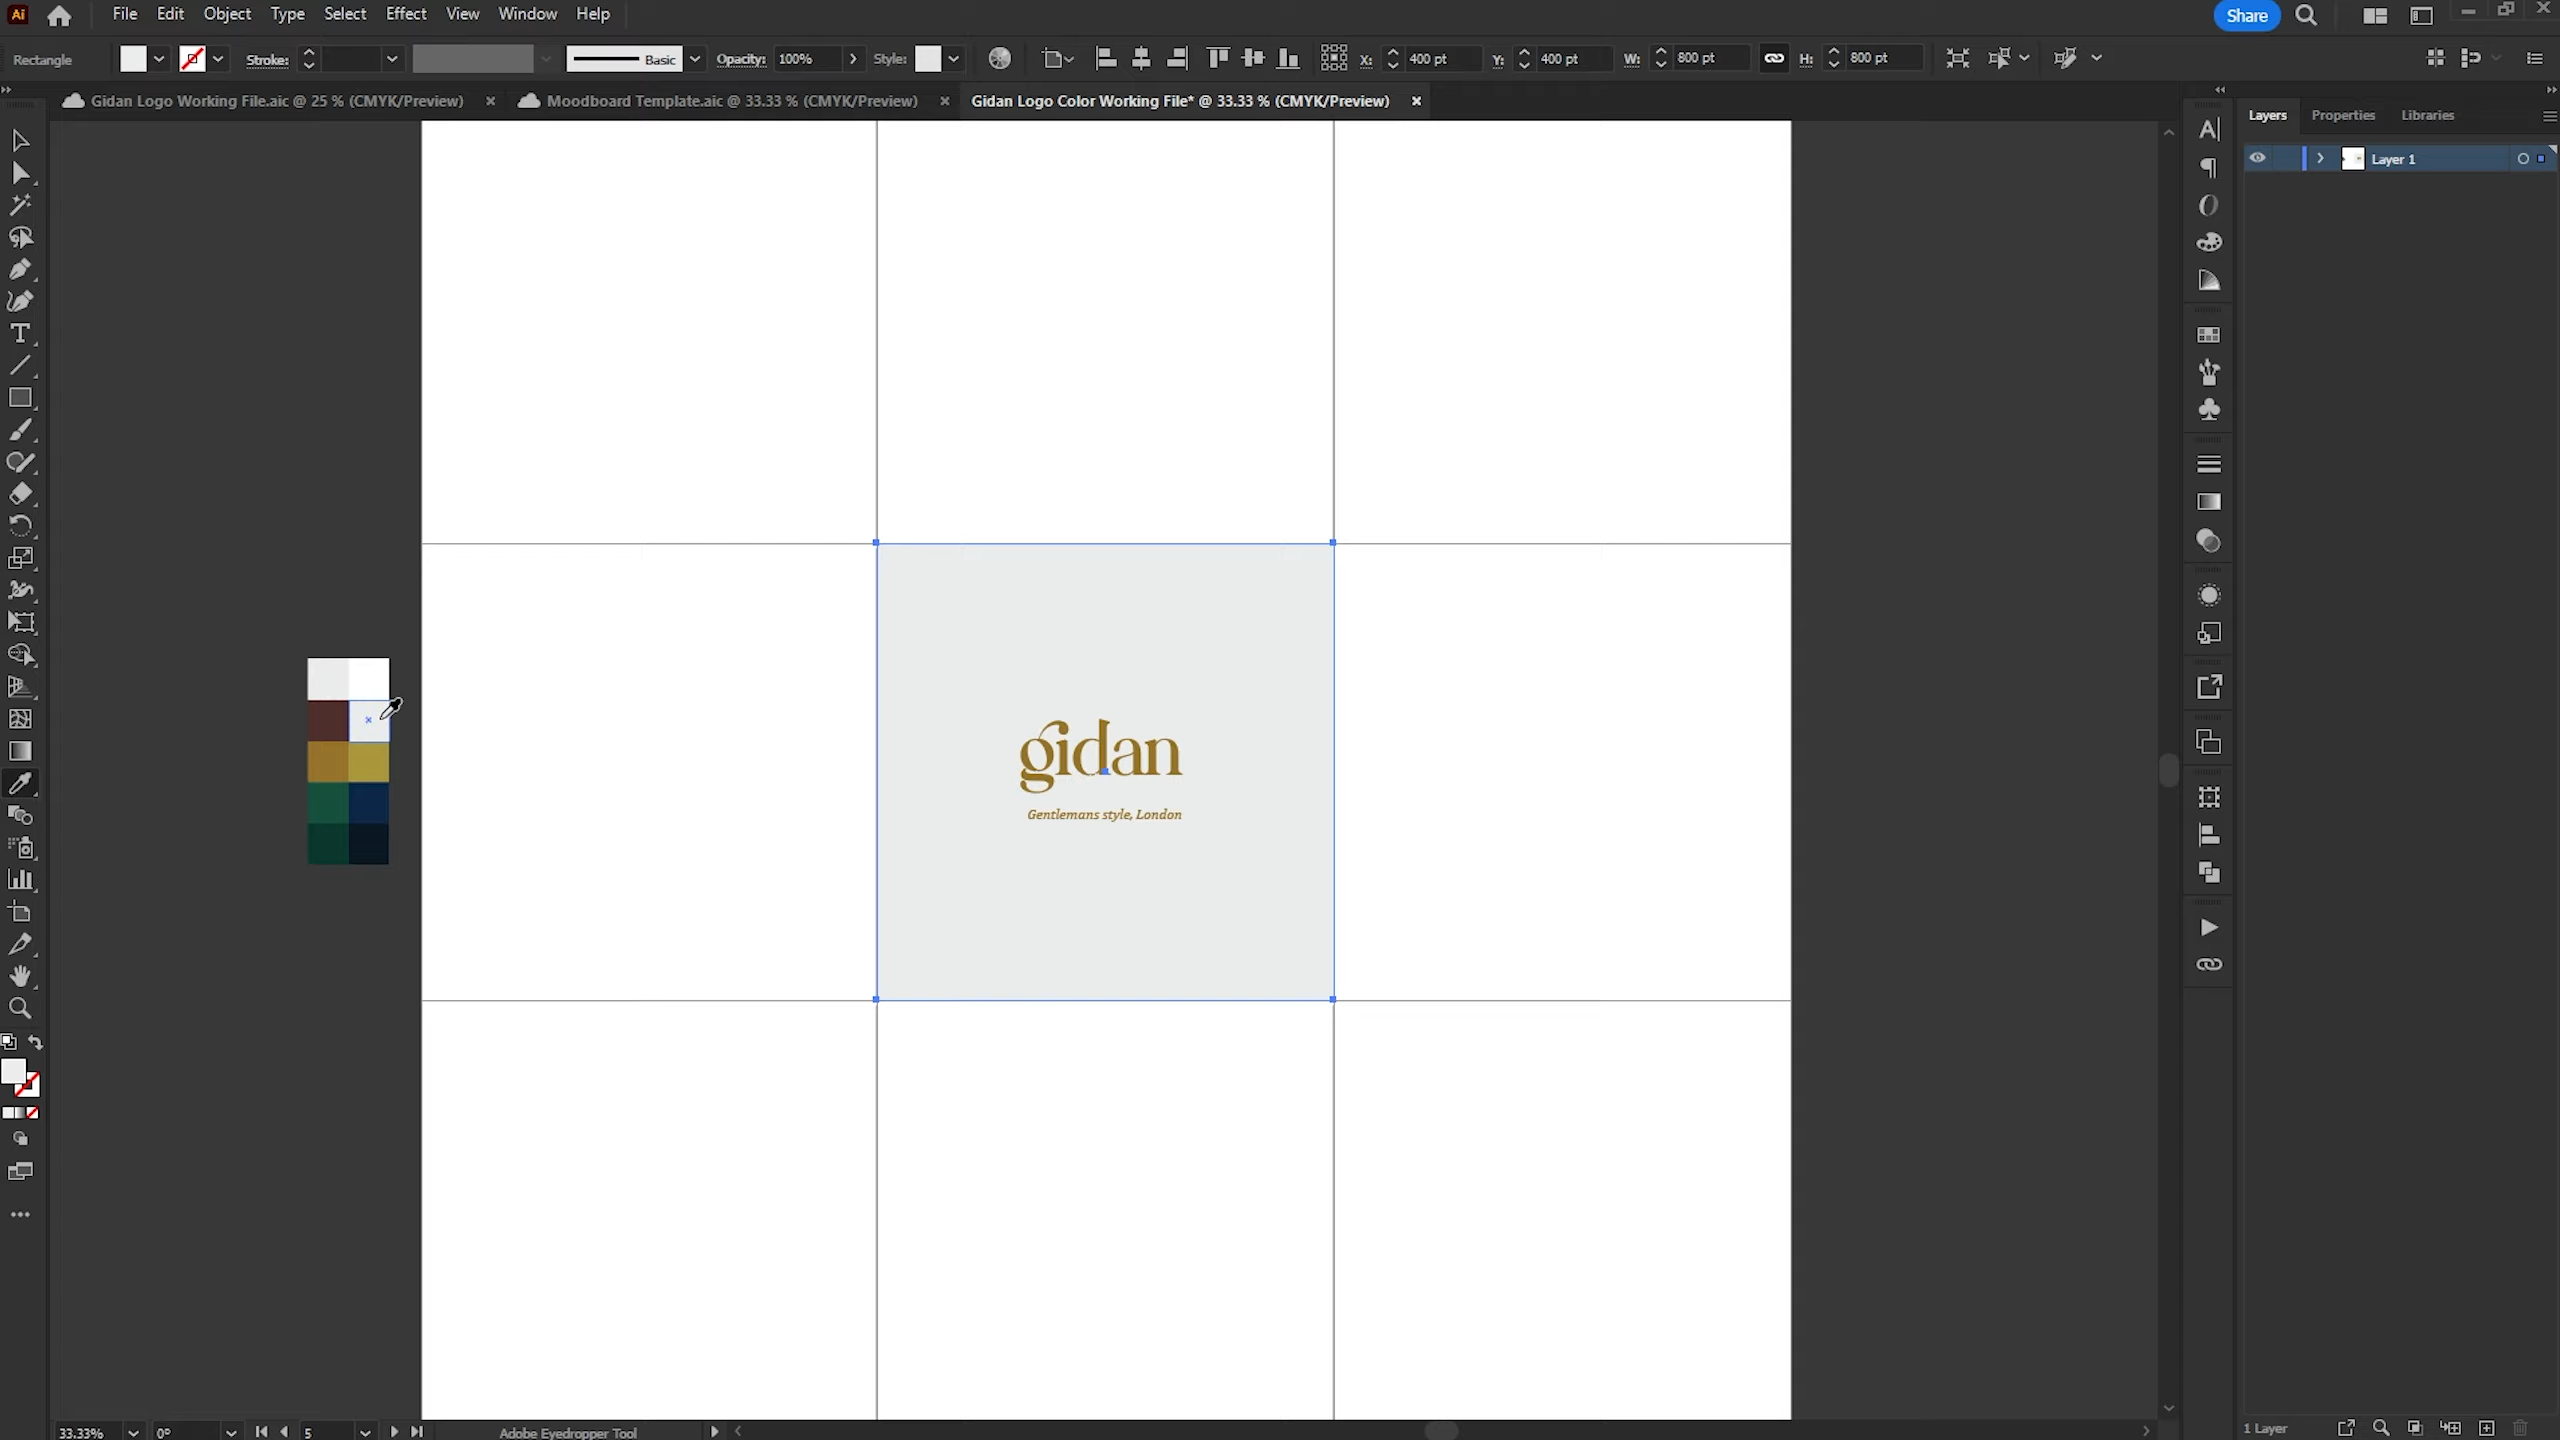 Ai File Edit Object Type Select Effect View Window Help Share
Rectangle Stroke: Basic Opacity: 100% Style: X: 400 pt Y: 400 pt W: 800 pt H: 800 pt
Gidan Logo Working File.aic @ 25 % (CMYK/Preview) Moodboard Template.aic @ 33.33 % (CMYK/Preview) Gidan Logo Color Working File* @ 33.33 % (CMYK/Preview)
Layers Properties Libraries
Layer 1
gidan
Gentlemans style, London
33.33% 0° 5 Adobe Eyedropper Tool 1 Layer